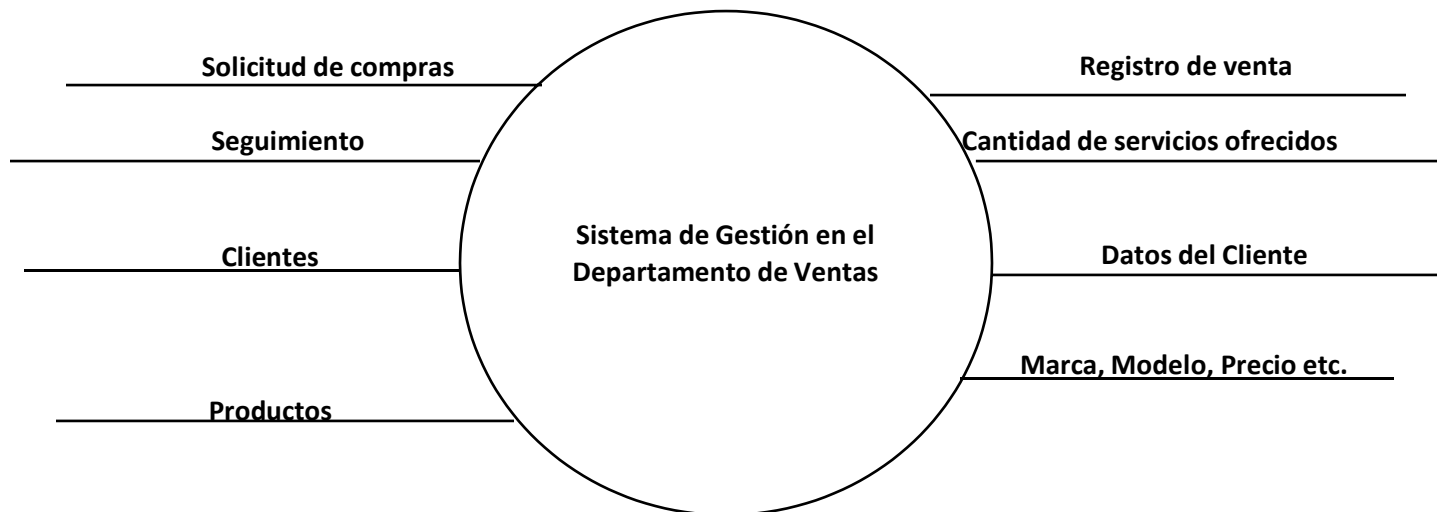 Solicitud de compras
Seguimiento
Clientes
Productos
Sistema de Gestión en el
Departamento de Ventas
Registro de venta
Cantidad de servicios ofrecidos
Datos del Cliente
Marca, Modelo, Precio etc.